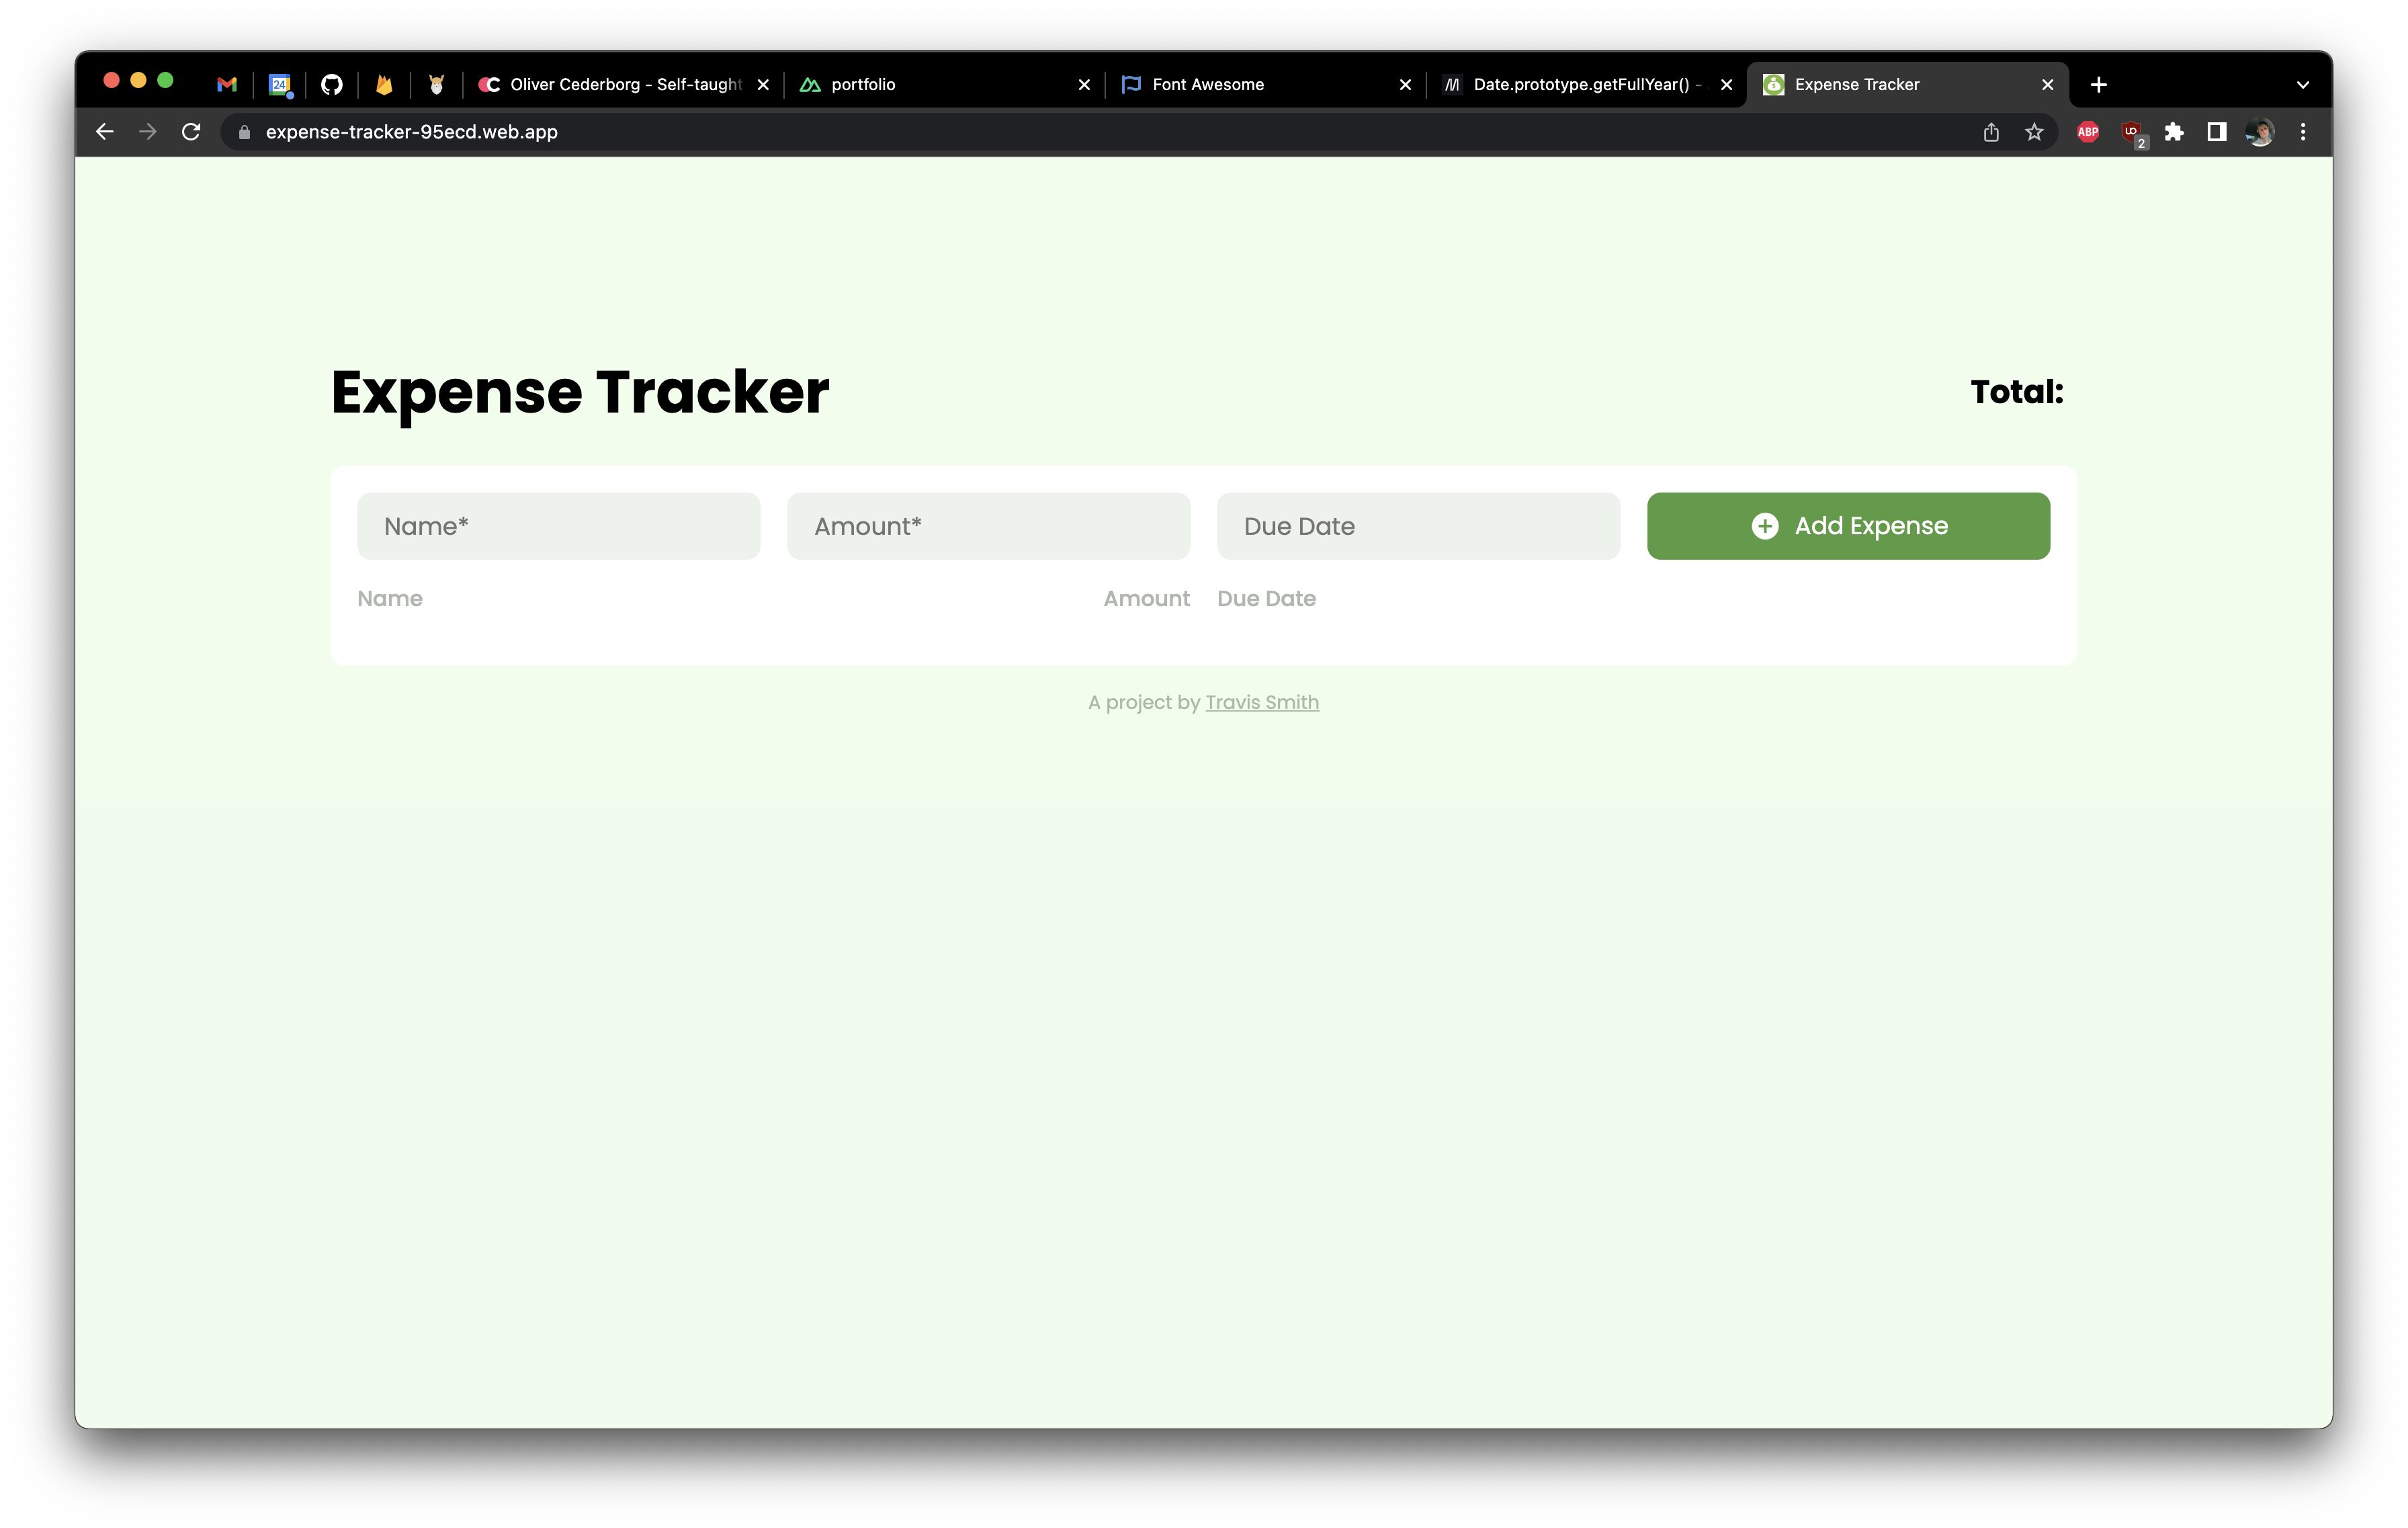 24
Oliver Cederborg - Self-taught
portfolio
Font Awesome
Date.prototype.getFullYear() -
Expense Tracker
expense-tracker-95ecd.web.app
ABP
2
Expense Tracker
Total:
Name*
Amount*
Due Date
Add Expense
Name
Amount
Due Date
A project by Travis Smith